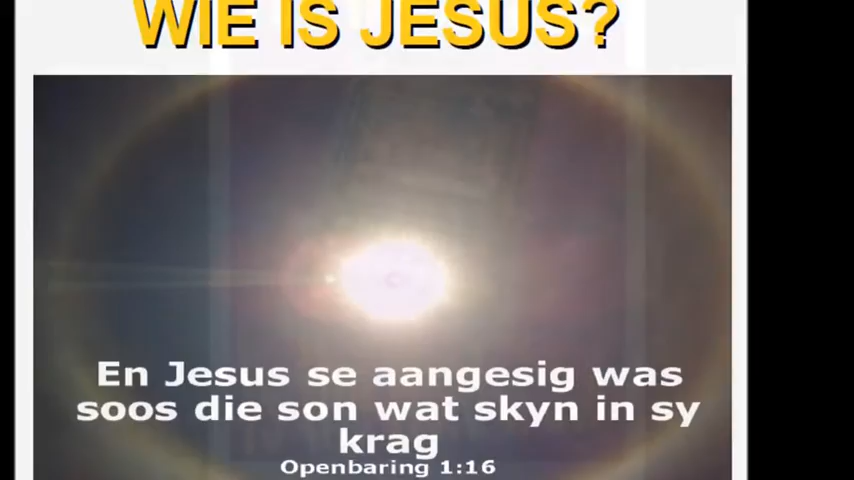 WIE IS JESUS?
En Jesus se aangesig was
soos die son wat skyn in sy
krag
Openbaring 1:16